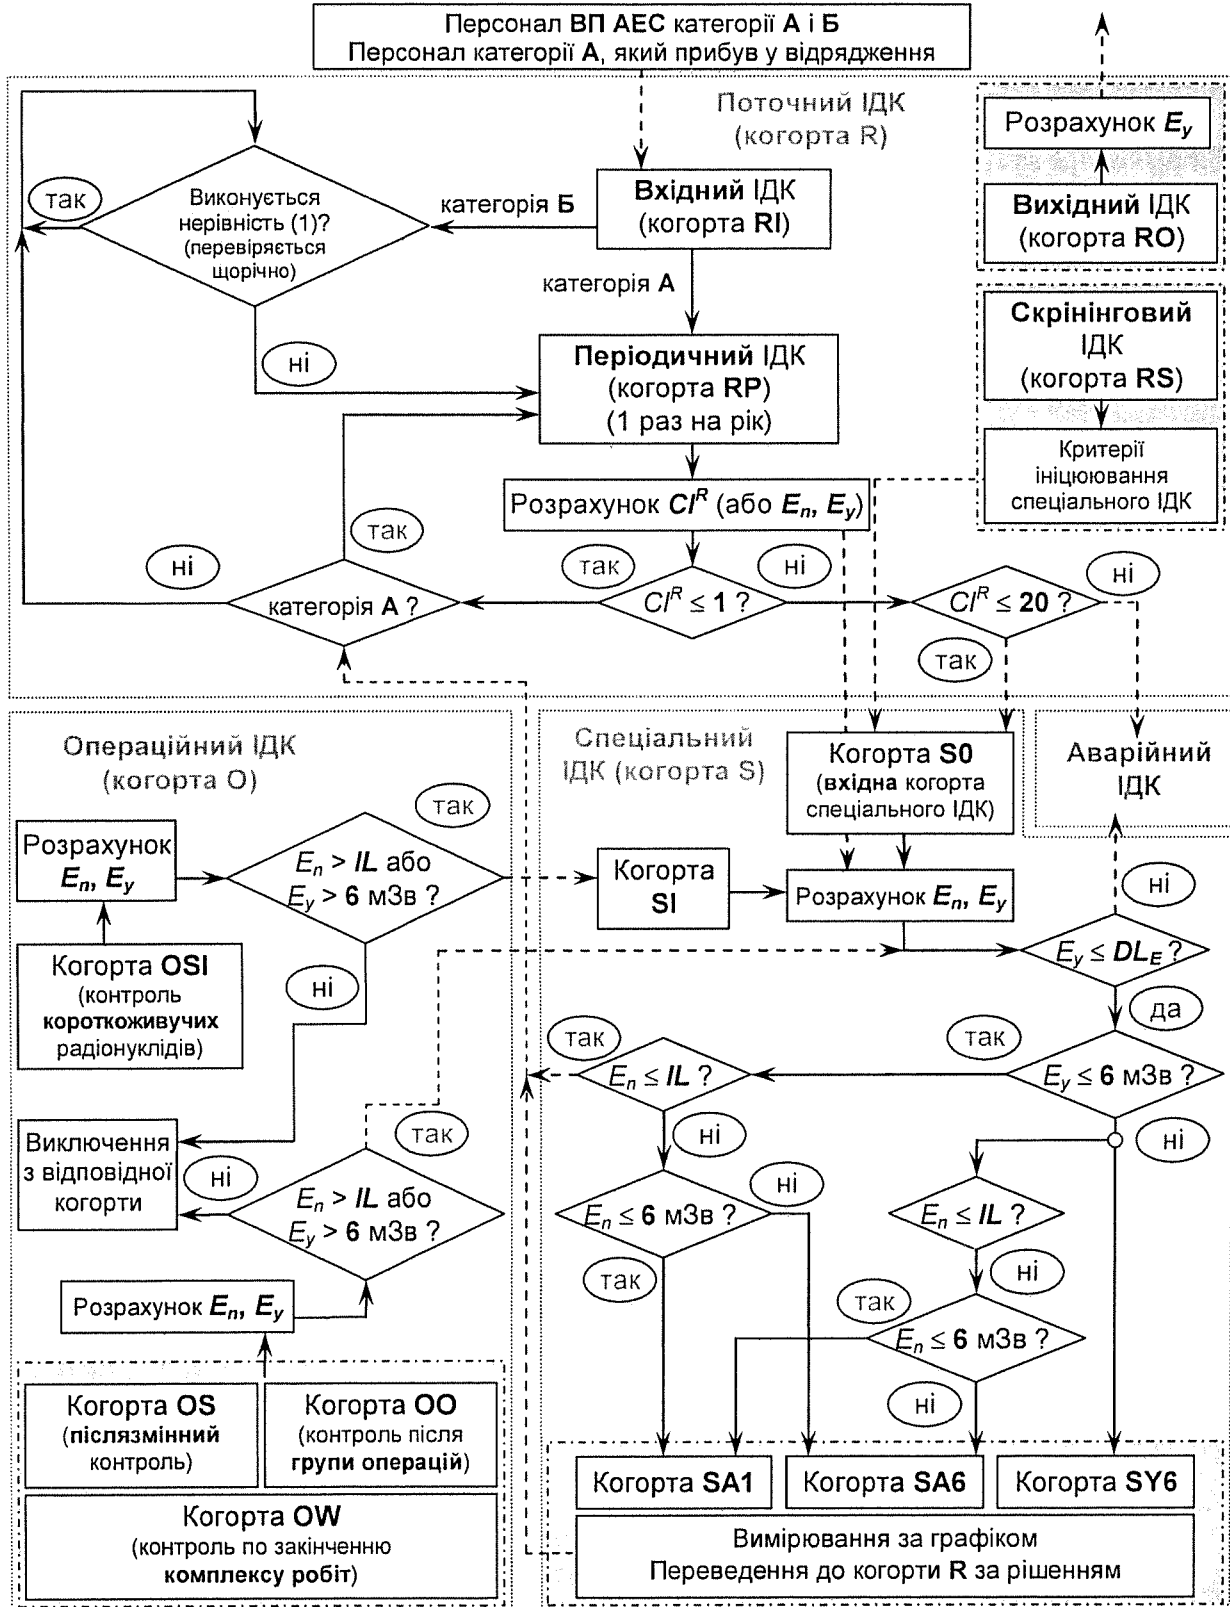 Персонал ВП АЕС категорії А і Б
Персонал категорії А, який прибув у відрядження
Поточний ІДК
(когорта R)
Розрахунок Eу
Вихідний ІДК
(когорта RO)
так
Виконується
нерівність (1)?
(перевіряється
щорічно)
категорія Б
Вхідний ІДК
(когорта RI)
категорія А
Скрінінговий
ІДК
(когорта RS)
ні
Періодичний ІДК
(когорта RP)
(1 раз на рік)
Критерії
ініцюювання
спеціального ІДК
Розрахунок CI^R (або En, Ey)
так
ні
категорія А ?
так
CI^R ≤ 1 ?
ні
CI^R ≤ 20 ?
ні
так
Операційний ІДК
(когорта О)
Спеціальний
ІДК (когорта S)
Когорта S0
(вхідна когорта
спеціального ІДК)
Аварійний
ІДК
так
Розрахунок
En, Ey
En > IL або
Ey > 6 мЗв ?
Когорта
SI
Розрахунок En, Ey
ні
Когорта OSI
(контроль
короткоживучих
радіонуклідів)
ні
Ey ≤ DLE ?
да
так
En ≤ IL ?
так
Ey ≤ 6 мЗв ?
Виключення
з відповідної
когорти
так
ні
En > IL або
Ey > 6 мЗв ?
ні
ні
En ≤ 6 мЗв ?
ні
En ≤ IL ?
так
ні
так
En ≤ 6 мЗв ?
ні
Розрахунок En, Ey
Когорта OS
(післязмінний
контроль)
Когорта OO
(контроль після
групи операцій)
Когорта OW
(контроль по закінченню
комплексу робіт)
Когорта SA1
Когорта SA6
Когорта SY6
Вимірювання за графіком
Переведення до когорти R за рішенням